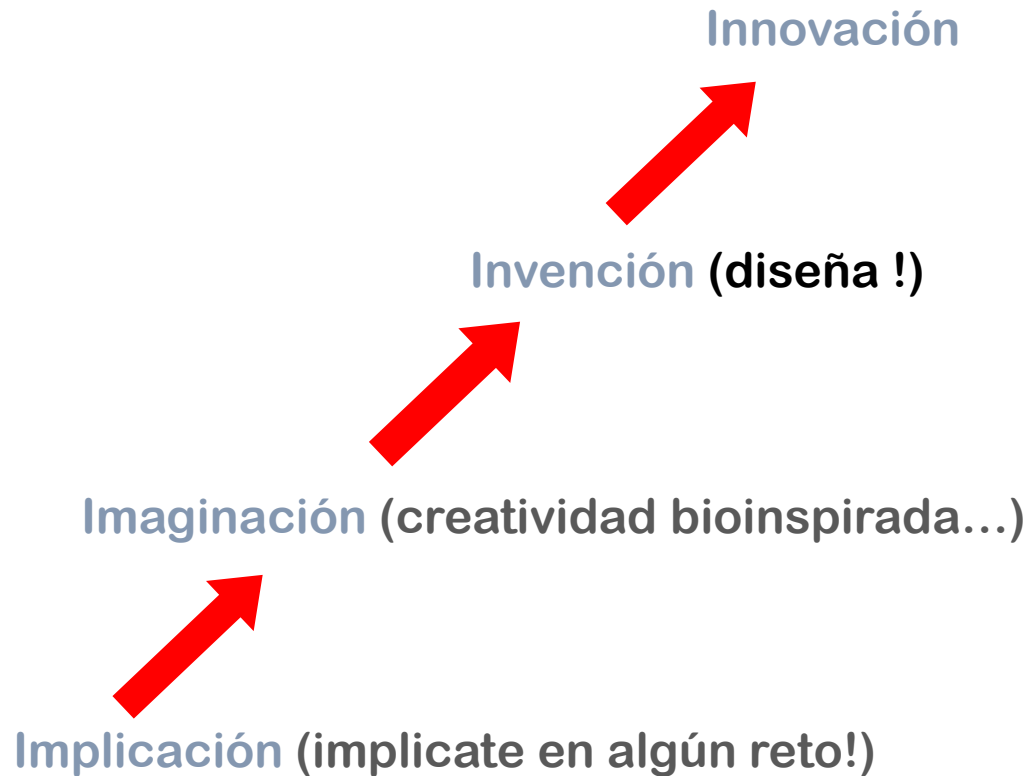 Innovación
Invención (diseña !)
Imaginación (creatividad bioinspirada...)
Implicación (implicate en algún reto!)